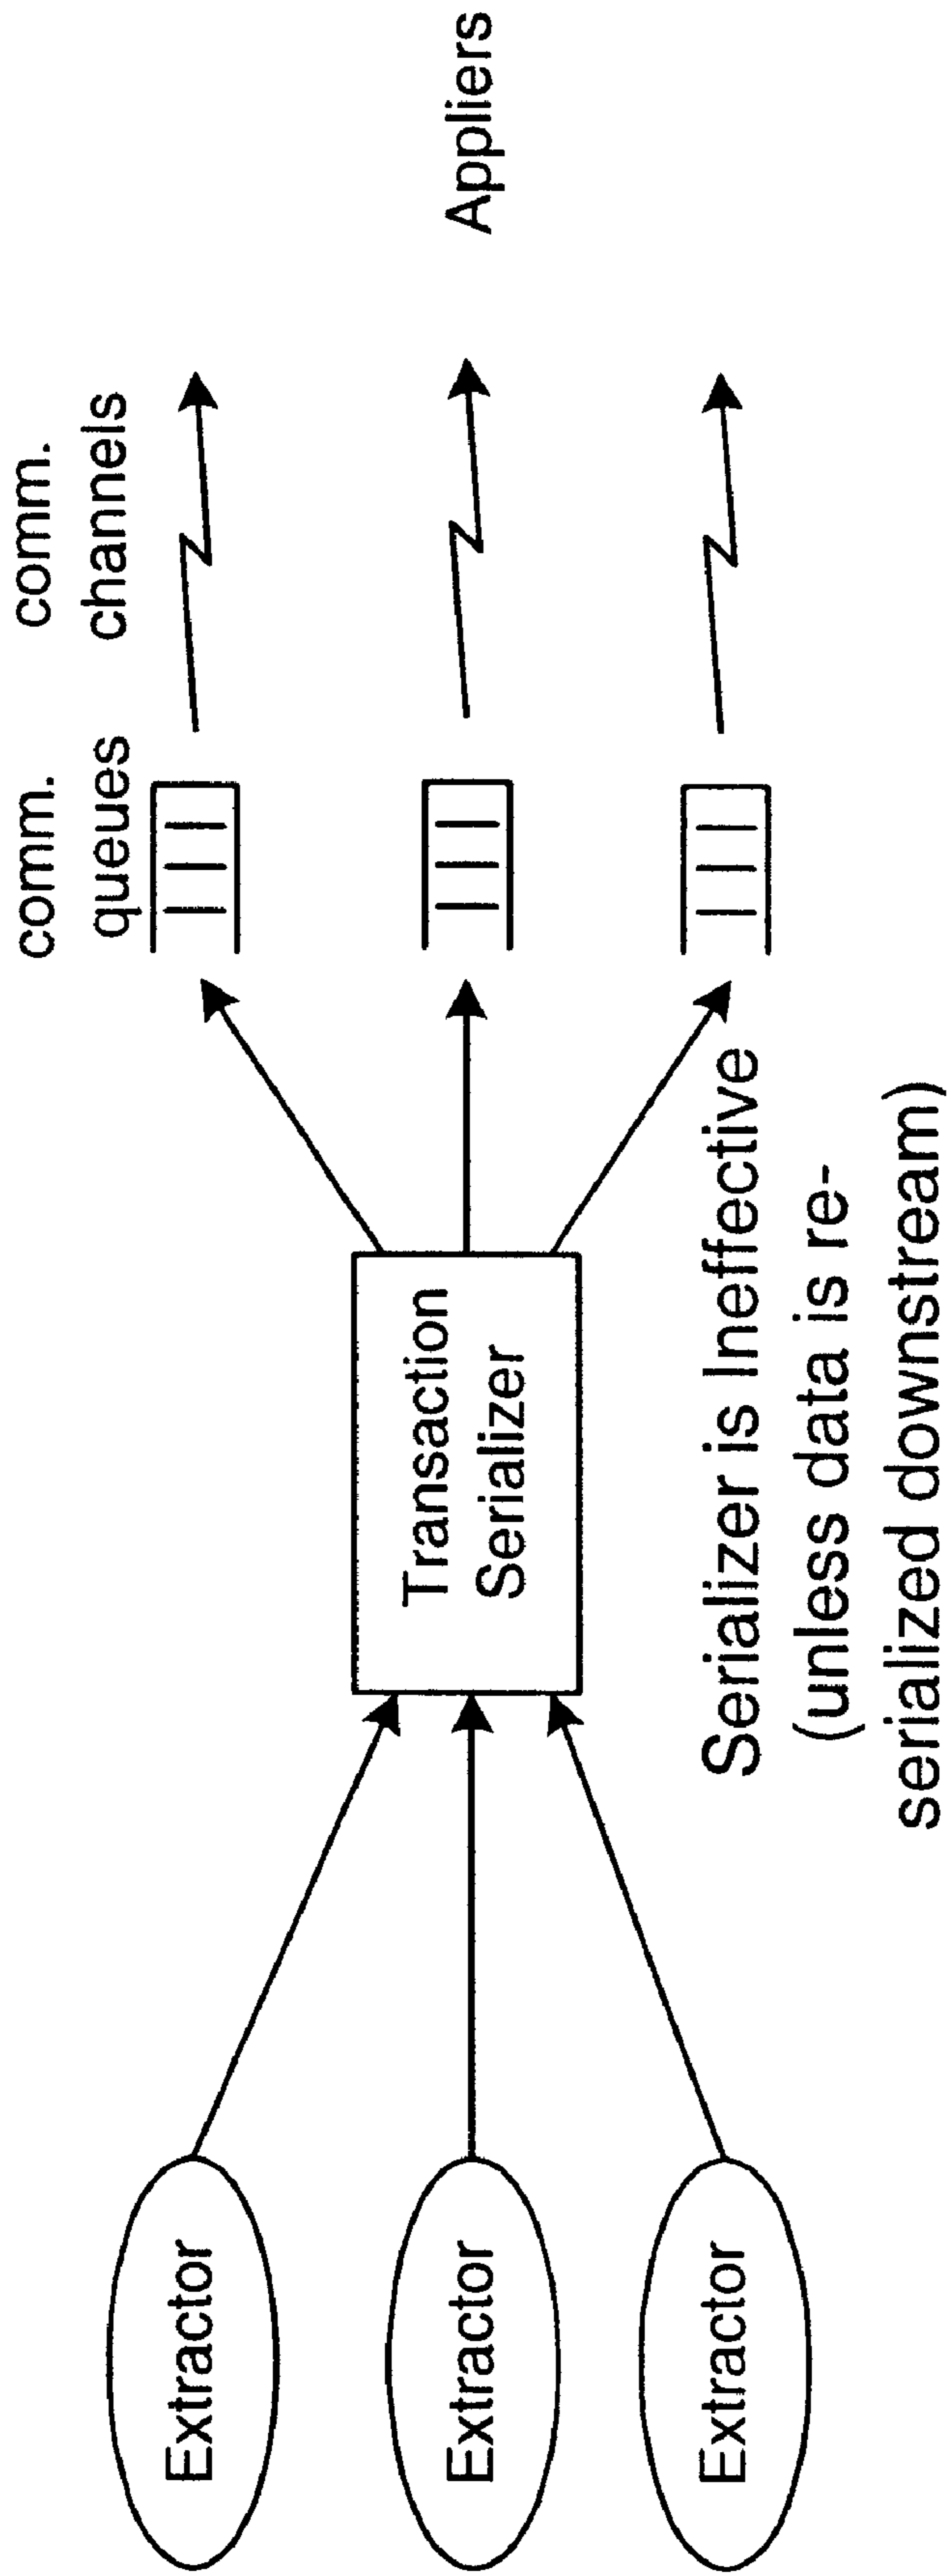 comm.
queues
comm.
channels
Extractor
Extractor
Extractor
Transaction
Serializer
Appliers
Serializer is Ineffective
(unless data is re-
serialized downstream)